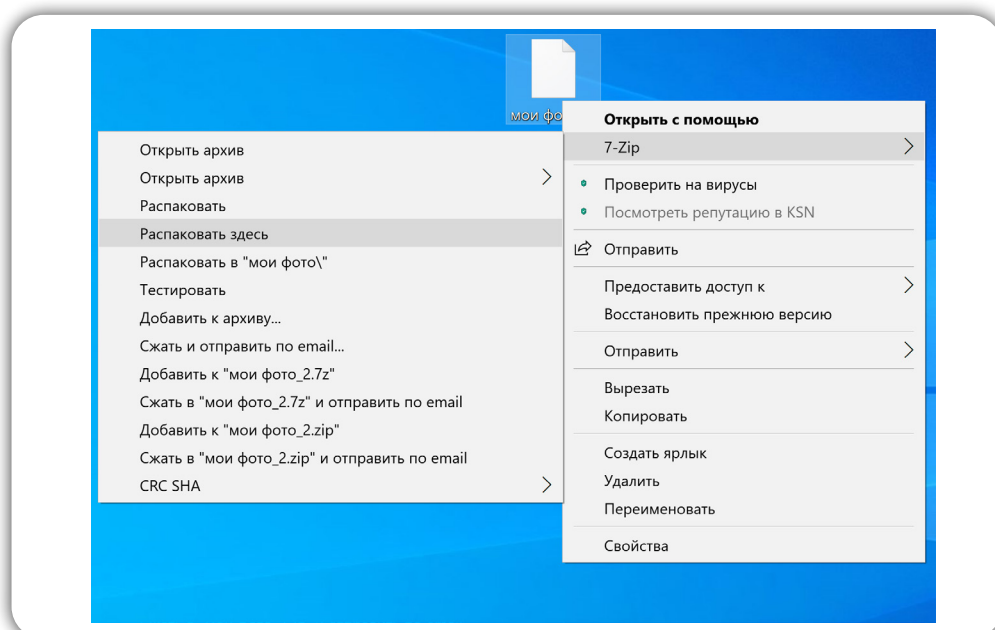 мои фо
Открыть с помощью
7-Zip
Проверить на вирусы
Посмотреть репутацию в KSN
Отправить
Предоставить доступ к
Восстановить прежнюю версию
Отправить
Вырезать
Копировать
Создать ярлык
Удалить
Переименовать
Свойства
Открыть архив
Открыть архив
Распаковать
Распаковать здесь
Распаковать в "мои фото\"
Тестировать
Добавить к архиву...
Сжать и отправить по email...
Добавить к "мои фото_2.7z"
Сжать в "мои фото_2.7z" и отправить по email
Добавить к "мои фото_2.zip"
Сжать в "мои фото_2.zip" и отправить по email
CRC SHA